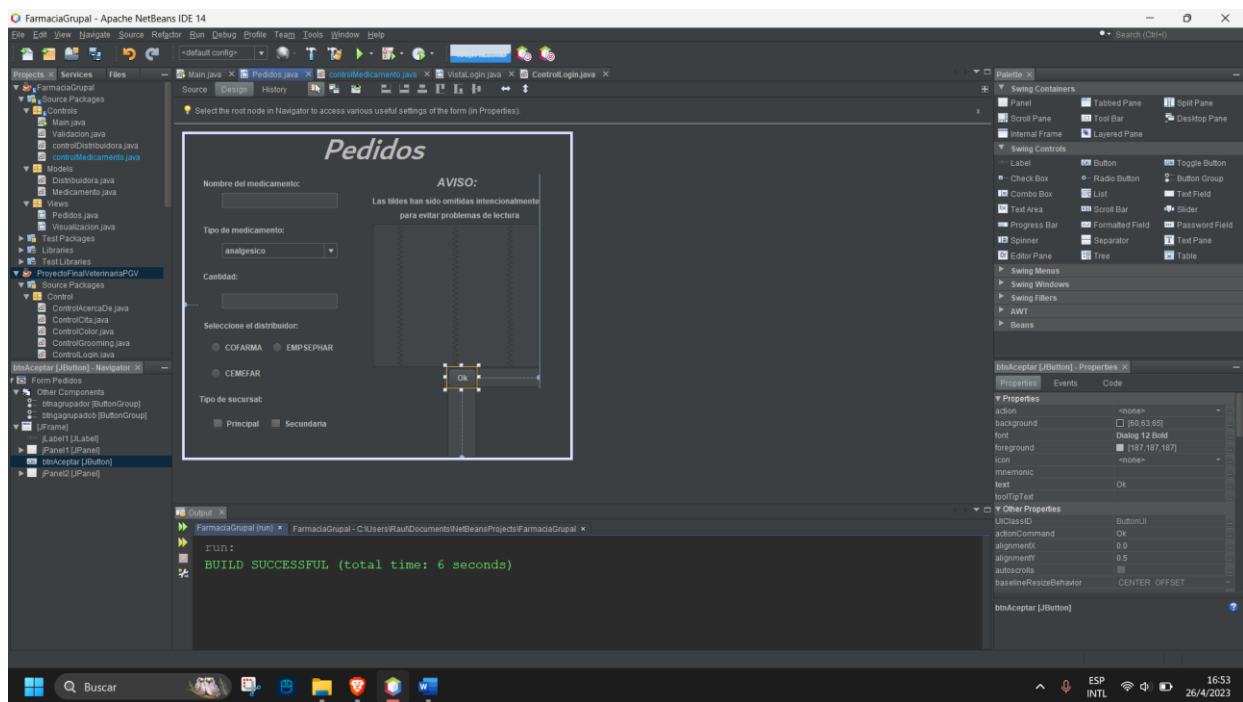 FarmaciaGrupal - Apache NetBeans IDE 14
File Edit View Navigate Source Refactor Run Debug Profile Team Tools Window Help
Search (Ctrl+I)
<default config>
Projects Services Files
Main.java Pedidos.java controlMedicamento.java VistaLogin.java ControlLogin.java
Source Design History
Select the root node in Navigator to access various useful settings of the form (in Properties).
FarmaciaGrupal
Source Packages
Controls
Main.java
Validacion.java
controlDistribuidora.java
controlMedicamento.java
Models
Distribuidora.java
Medicamento.java
Views
Pedidos.java
Visualizacion.java
Test Packages
Libraries
Test Libraries
ProyectoFinalVeterinariaPGV
Source Packages
Control
ControlAcercaDe.java
ControlCita.java
ControlColor.java
ControlGrooming.java
ControlLogin.java
btnAceptar [JButton] - Navigator
Form Pedidos
Other Components
btnagrupador [ButtonGroup]
btngagrupadob [ButtonGroup]
[JFrame]
jLabel1 [JLabel]
jPanel1 [JPanel]
btnAceptar [JButton]
jPanel2 [JPanel]
Pedidos
Nombre del medicamento:
Tipo de medicamento:
analgesico
Cantidad:
Seleccione el distribuidor:
COFARMA EMPSEPHAR
CEMEFAR
Tipo de sucursal:
Principal Secundaria
AVISO:
Las tildes han sido omitidas intencionalmente
para evitar problemas de lectura
Ok
Output
FarmaciaGrupal (run) FarmaciaGrupal - C:\Users\Raul\Documents\NetBeansProjects\FarmaciaGrupal
run:
BUILD SUCCESSFUL (total time: 6 seconds)
Palette
Swing Containers
Panel Tabbed Pane Split Pane
Scroll Pane Tool Bar Desktop Pane
Internal Frame Layered Pane
Swing Controls
Label Button Toggle Button
Check Box Radio Button Button Group
Combo Box List Text Field
Text Area Scroll Bar Slider
Progress Bar Formatted Field Password Field
Spinner Separator Text Pane
Editor Pane Tree Table
Swing Menus
Swing Windows
Swing Fillers
AWT
Beans
btnAceptar [JButton] - Properties
Properties Events Code
Properties
action <none>
background [60,63,65]
font Dialog 12 Bold
foreground [187,187,187]
icon <none>
mnemonic
text Ok
toolTipText
Other Properties
UIClassID ButtonUI
actionCommand Ok
alignmentX 0.0
alignmentY 0.5
autoscrolls
baselineResizeBehavior CENTER_OFFSET
btnAceptar [JButton]
Buscar
ESP
INTL
16:53
26/4/2023